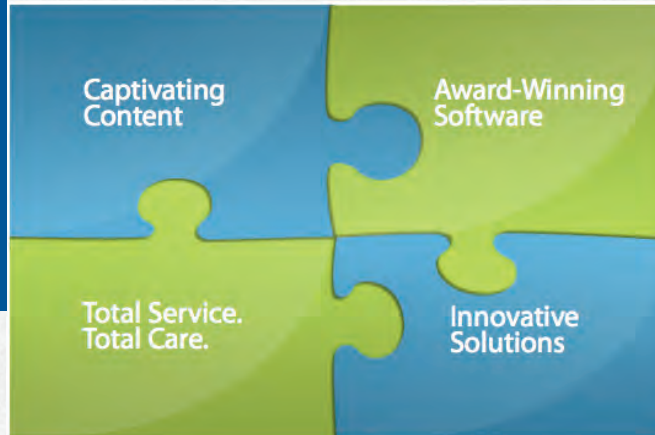 Captivating
Content
Award-Winning
Software
Total Service.
Total Care.
Innovative
Solutions